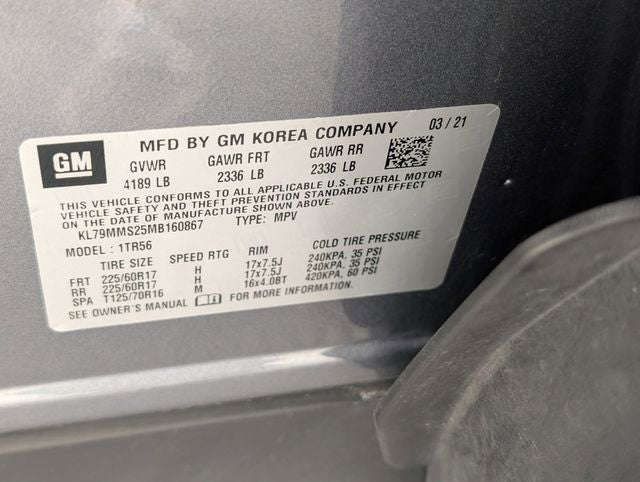 GM
MFD BY GM KOREA COMPANY 03 / 21
GVWR GAWR FRT GAWR RR
4189 LB 2336 LB 2336 LB
THIS VEHICLE CONFORMS TO ALL APPLICABLE U.S. FEDERAL MOTOR
VEHICLE SAFETY AND THEFT PREVENTION STANDARDS IN EFFECT
ON THE DATE OF MANUFACTURE SHOWN ABOVE.
KL79MMS25MB160867 TYPE: MPV
MODEL : 1TR56
TIRE SIZE SPEED RTG RIM COLD TIRE PRESSURE
FRT 225/60R17 H 17x7.5J 240KPA, 35 PSI
RR 225/60R17 H 17x7.5J 240KPA, 35 PSI
SPA T125/70R16 M 16x4.0BT 420KPA, 60 PSI
SEE OWNER'S MANUAL FOR MORE INFORMATION.